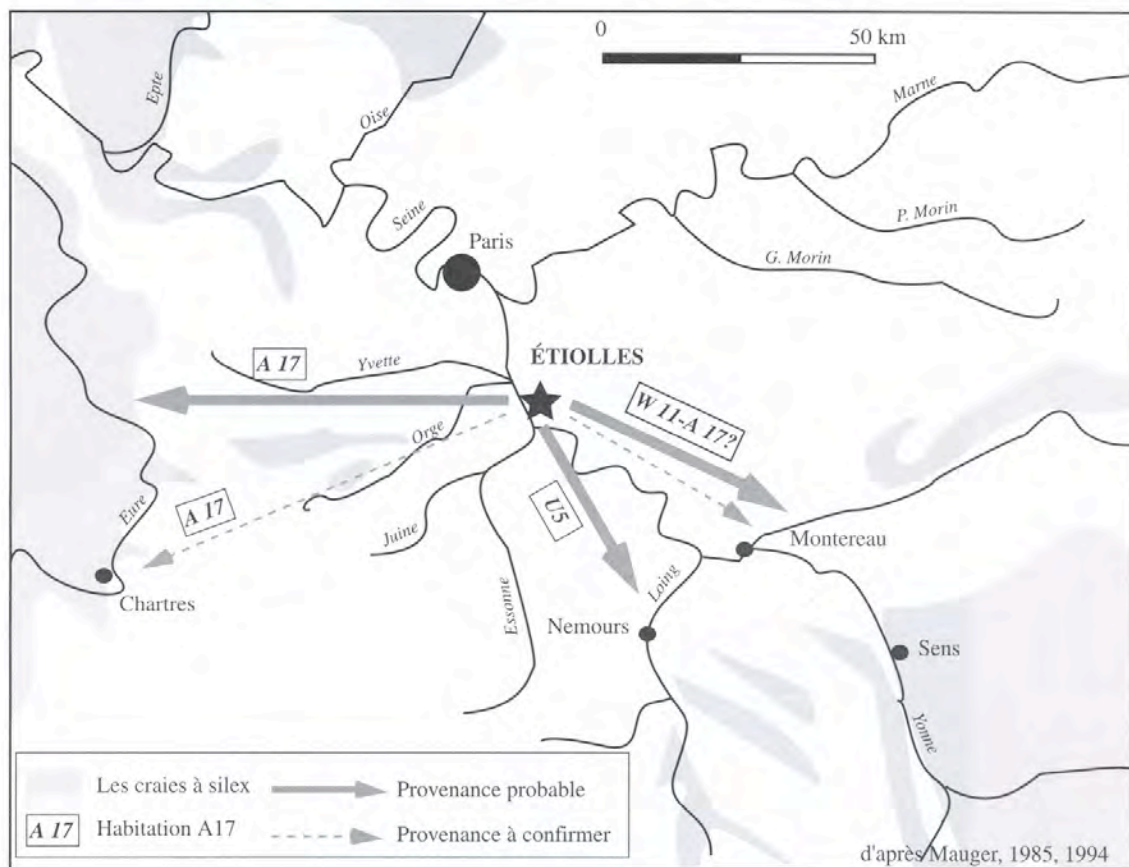 0 50 km
Epte
Oise
Marne
Seine
P. Morin
Paris
G. Morin
ÉTIOLLES
A 17
Yvette
W 11-A 17?
Orge
U5
A 17
Eure
Juine
Montereau
Chartres
Essonne
Loing
Nemours
Sens
Yonne
Les craies à silex
Provenance probable
A 17
Habitation A17
Provenance à confirmer
d'après Mauger, 1985, 1994